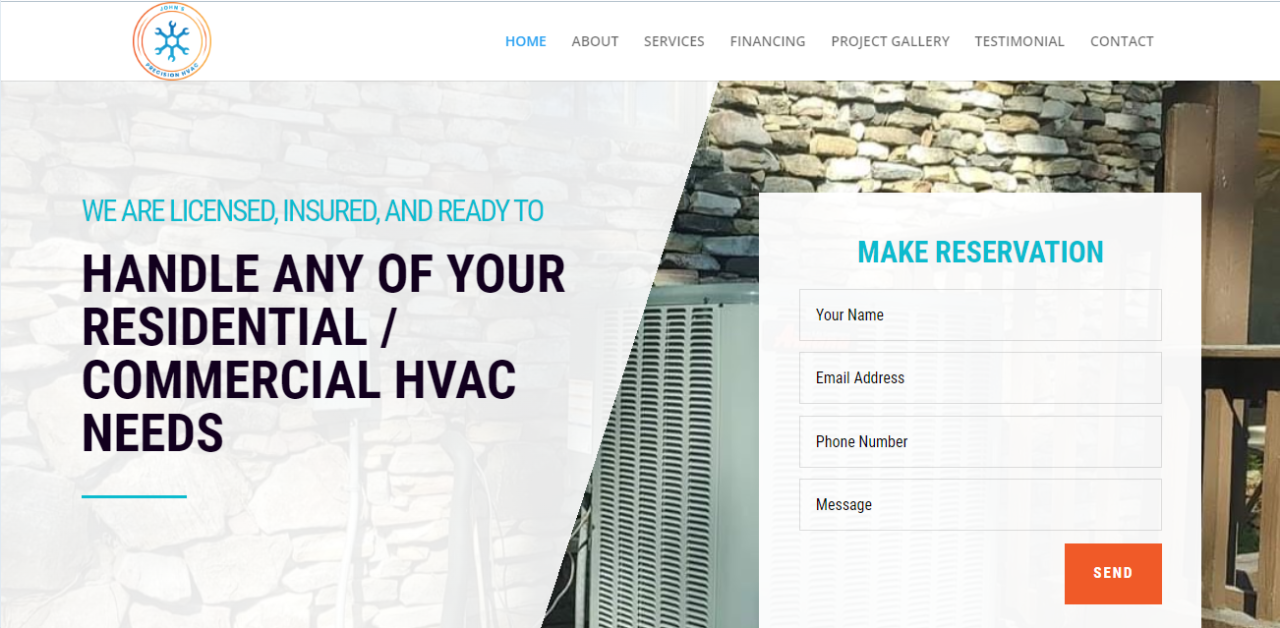 JOHN'S
PRECISION HVAC
HOME ABOUT SERVICES FINANCING PROJECT GALLERY TESTIMONIAL CONTACT
WE ARE LICENSED, INSURED, AND READY TO
HANDLE ANY OF YOUR
RESIDENTIAL /
COMMERCIAL HVAC
NEEDS
MAKE RESERVATION
Your Name
Email Address
Phone Number
Message
SEND